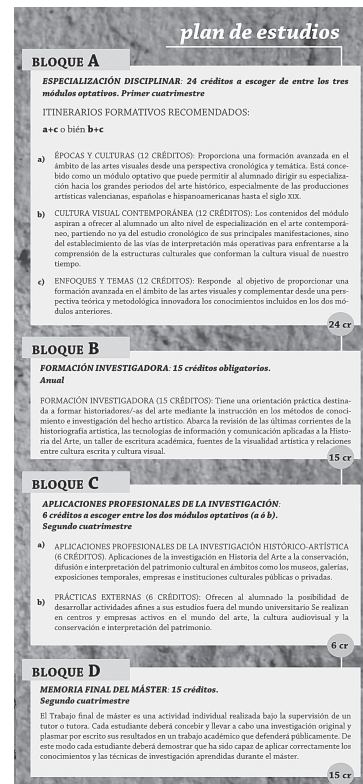 plan de estudios
BLOQUE A
ESPECIALIZACIÓN DISCIPLINAR: 24 créditos a escoger de entre los tres
módulos optativos. Primer cuatrimestre
ITINERARIOS FORMATIVOS RECOMENDADOS:
a+c o bién b+c
a) ÉPOCAS Y CULTURAS (12 CRÉDITOS): Proporciona una formación avanzada en el
ámbito de las artes visuales desde una perspectiva cronológica y temática. Está conce-
bido como un módulo optativo que puede permitir al alumnado dirigir su especializa-
ción hacia los grandes periodos del arte histórico, especialmente de las producciones
artísticas valencianas, españolas e hispanoamericanas hasta el siglo XIX.
b) CULTURA VISUAL CONTEMPORÁNEA (12 CRÉDITOS): Los contenidos del módulo
aspiran a ofrecer al alumnado un alto nivel de especialización en el arte contemporá-
neo, partiendo no ya del estudio cronológico de sus principales manifestaciones, sino
del establecimiento de las vías de interpretación más operativas para enfrentarse a la
comprensión de la estructuras culturales que conforman la cultura visual de nuestro
tiempo.
c) ENFOQUES Y TEMAS (12 CRÉDITOS): Responde al objetivo de proporcionar una
formación avanzada en el ámbito de las artes visuales y complementar desde una pers-
pectiva teórica y metodológica innovadora los conocimientos incluidos en los dos mó-
dulos anteriores.
24 cr
BLOQUE B
FORMACIÓN INVESTIGADORA: 15 créditos obligatorios.
Anual
FORMACIÓN INVESTIGADORA (15 CRÉDITOS): Tiene una orientación práctica destina-
da a formar historiadores/-as del arte mediante la instrucción en los métodos de conoci-
miento e investigación del hecho artístico. Abarca la revisión de las últimas corrientes de la
historiografía artística, las tecnologías de información y comunicación aplicadas a la Histo-
ria del Arte, un taller de escritura académica, fuentes de la visualidad artística y relaciones
entre cultura escrita y cultura visual.
15 cr
BLOQUE C
APLICACIONES PROFESIONALES DE LA INVESTIGACIÓN:
6 créditos a escoger entre los dos módulos optativos (a ó b).
Segundo cuatrimestre
a) APLICACIONES PROFESIONALES DE LA INVESTIGACIÓN HISTÓRICO-ARTÍSTICA
(6 CRÉDITOS). Aplicaciones de la investigación en Historia del Arte a la conservación,
difusión e interpretación del patrimonio cultural en ámbitos como los museos, galerías,
exposiciones temporales, empresas e instituciones culturales públicas o privadas.
b) PRÁCTICAS EXTERNAS (6 CRÉDITOS): Ofrecen al alumnado la posibilidad de
desarrollar actividades afines a sus estudios fuera del mundo universitario Se realizan
en centros y empresas activos en el mundo del arte, la cultura audiovisual y la
conservación e interpretación del patrimonio.
6 cr
BLOQUE D
MEMORIA FINAL DEL MÁSTER: 15 créditos.
Segundo cuatrimestre
El Trabajo final de máster es una actividad individual realizada bajo la supervisión de un
tutor o tutora. Cada estudiante deberá concebir y llevar a cabo una investigación original y
plasmar por escrito sus resultados en un trabajo académico que defenderá públicamente. De
este modo cada estudiante deberá demostrar que ha sido capaz de aplicar correctamente los
conocimientos y las técnicas de investigación aprendidas durante el máster.
15 cr